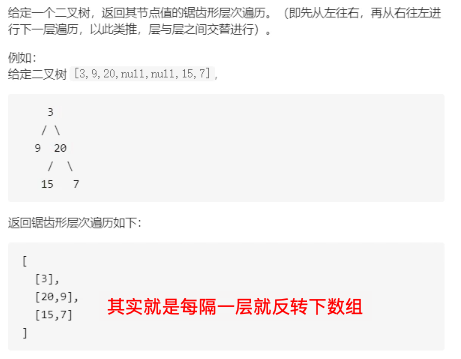 给定一个二叉树，返回其节点值的锯齿形层次遍历。（即先从左往右，再从右往左进
行下一层遍历，以此类推，层与层之间交替进行）。
例如：
给定二叉树 [3,9,20,null,null,15,7],
3
/ \
9 20
/ \
15 7
返回锯齿形层次遍历如下：
[
[3],
[20,9],
[15,7]
]
其实就是每隔一层就反转下数组